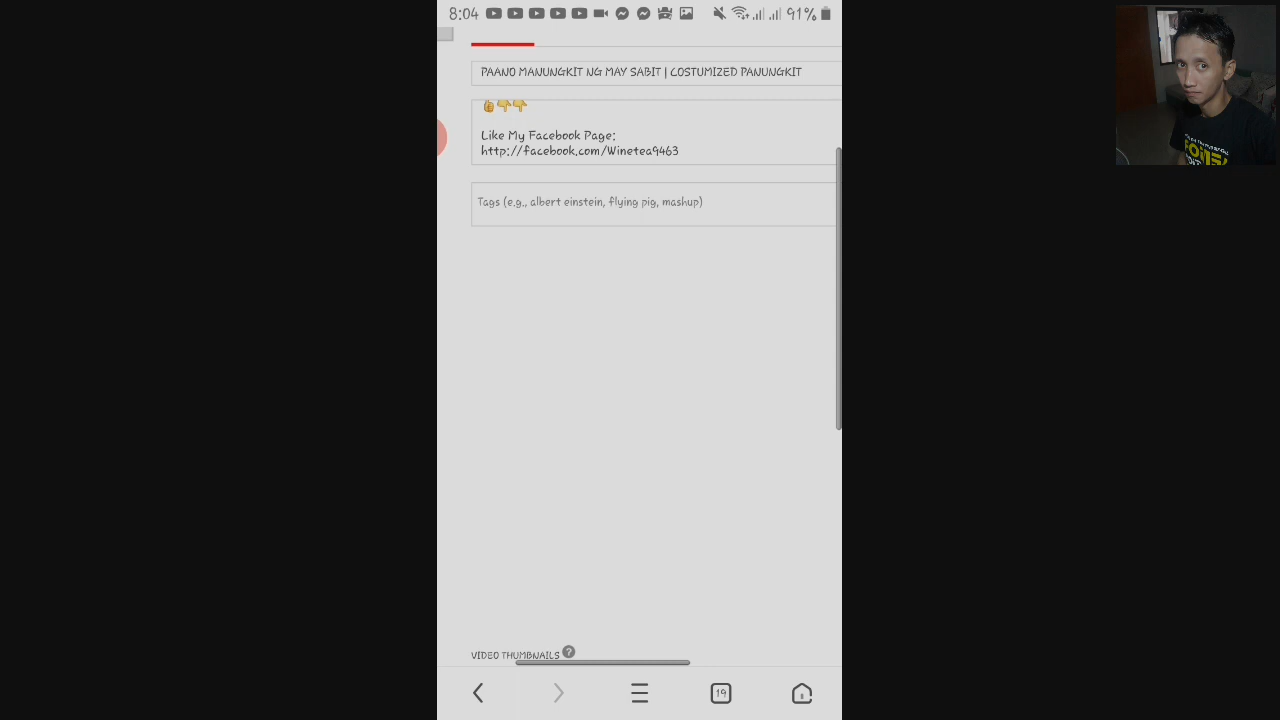 8:04
91%
PAANO MANUNGKIT NG MAY SABIT | COSTUMIZED PANUNGKIT
Like My Facebook Page:
http://facebook.com/Winetea9463
Tags (e.g., albert einstein, flying pig, mashup)
VIDEO THUMBNAILS ?
19